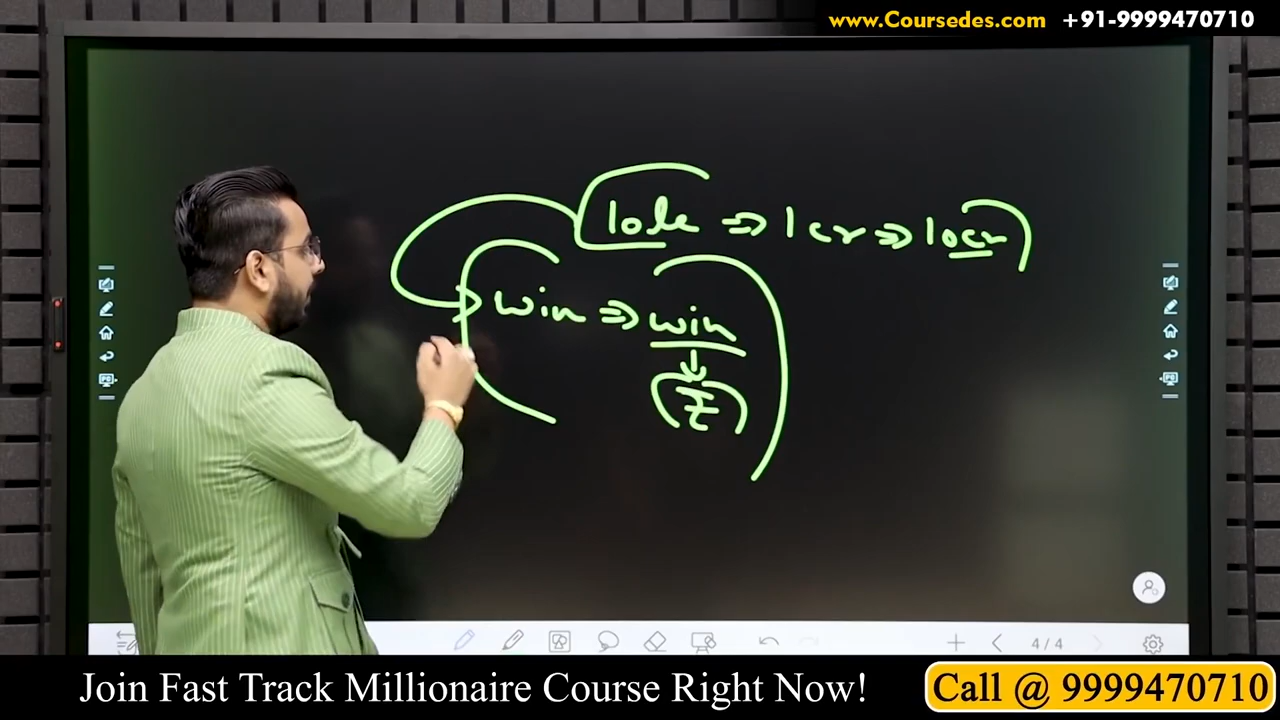 www.Coursedes.com +91-9999470710
10lk ⇒ 1cr ⇒ 10cr
win ⇒ win
4/4
Join Fast Track Millionaire Course Right Now!
Call @ 9999470710